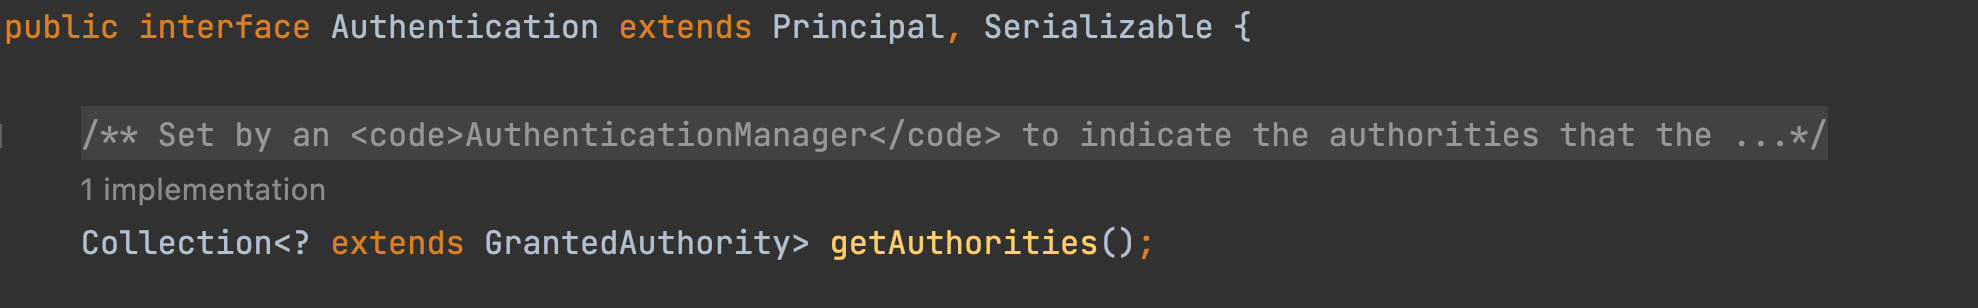 public interface Authentication extends Principal, Serializable {
/** Set by an <code>AuthenticationManager</code> to indicate the authorities that the ...*/
1 implementation
Collection<? extends GrantedAuthority> getAuthorities();